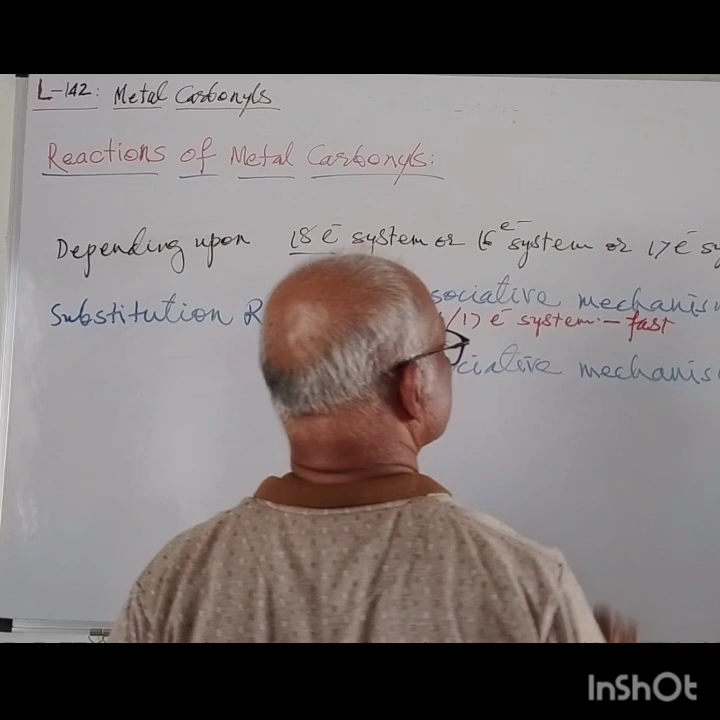 L-142: Metal Carbonyls
Reactions of Metal Carbonyls:
Depending upon 18 e⁻ system or 16 e⁻ system or 17 e⁻ sy
Substitution R sociative mechanism
/17 e⁻ system - fast
ciative mechanis
InShOt